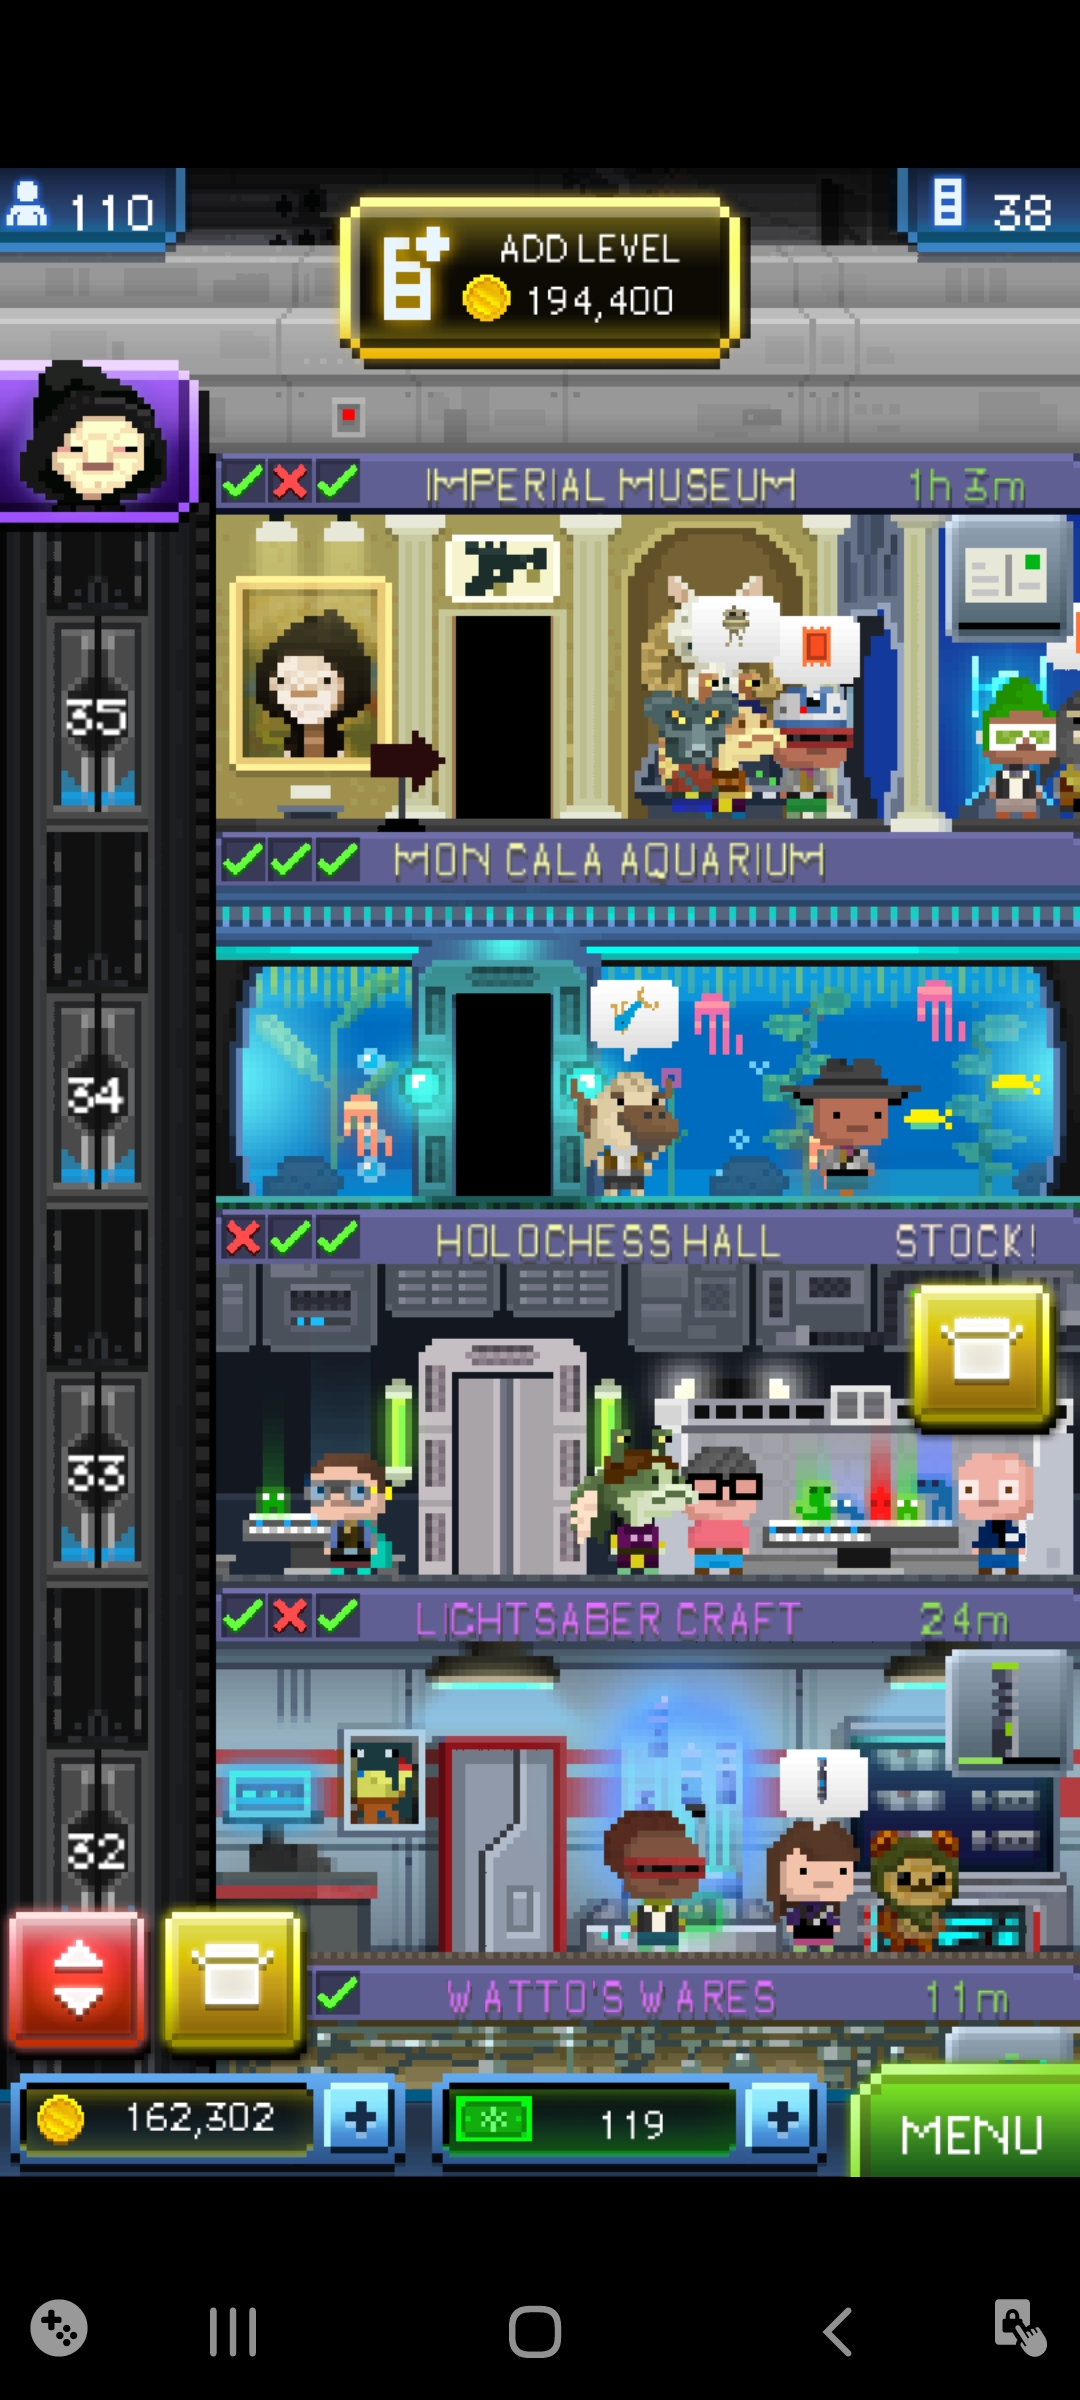 110
ADD LEVEL
194,400
38
IMPERIAL MUSEUM 1h 3m
35
MON CALA AQUARIUM
34
HOLOCHESS HALL STOCK!
33
LIGHTSABER CRAFT 24m
32
WATTO'S WARES 11m
162,302
119
MENU